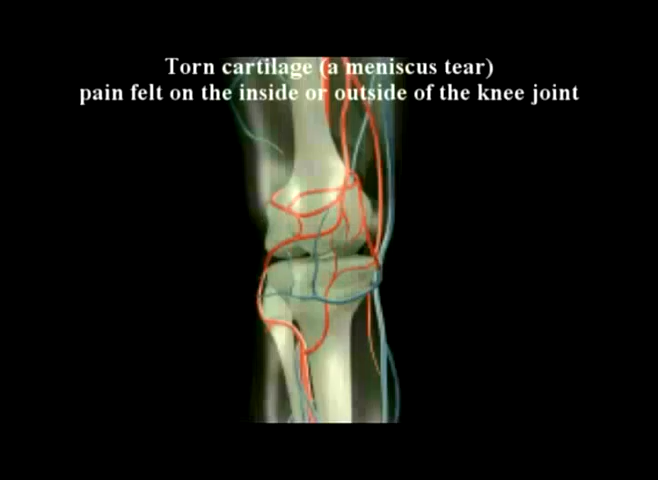 Torn cartilage (a meniscus tear)
pain felt on the inside or outside of the knee joint